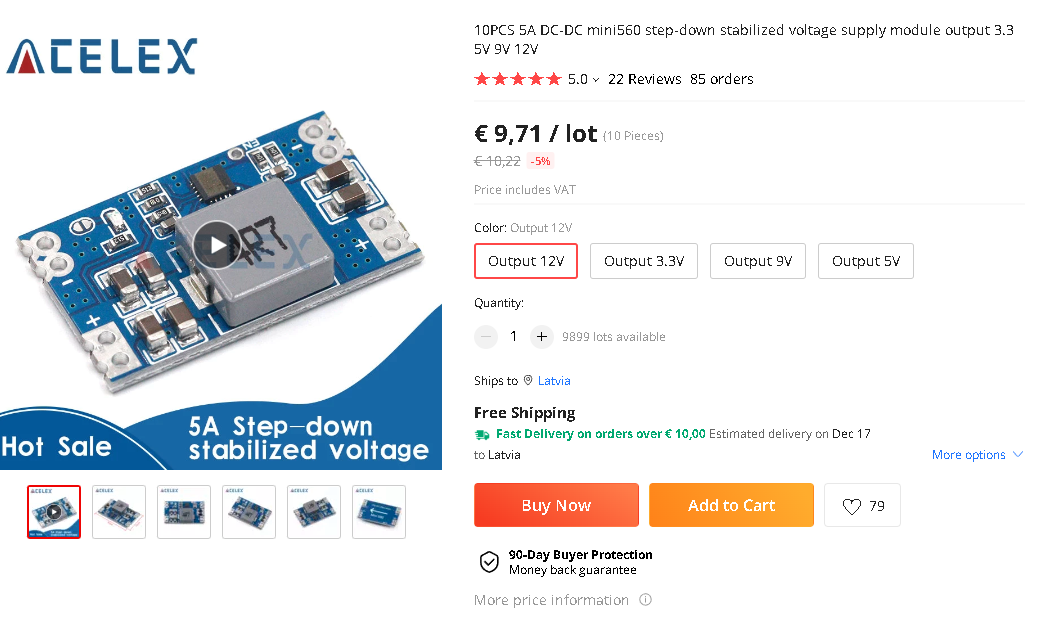 ACELEX
EN
R12
Hot Sale
5A Step-down
stabilized voltage
10PCS 5A DC-DC mini560 step-down stabilized voltage supply module output 3.3
5V 9V 12V
5.0
22 Reviews
85 orders
€ 9,71 / lot (10 Pieces)
€ 10,22 -5%
Price includes VAT
Color: Output 12V
Output 12V
Output 3.3V
Output 9V
Output 5V
Quantity:
1
9899 lots available
Ships to Latvia
Free Shipping
Fast Delivery on orders over € 10,00 Estimated delivery on Dec 17
to Latvia
More options
Buy Now
Add to Cart
79
90-Day Buyer Protection
Money back guarantee
More price information